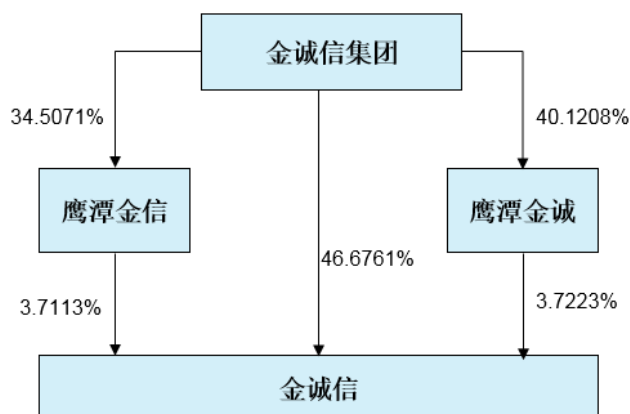 金诚信集团
34.5071%
40.1208%
鹰潭金信
鹰潭金诚
46.6761%
3.7113%
3.7223%
金诚信